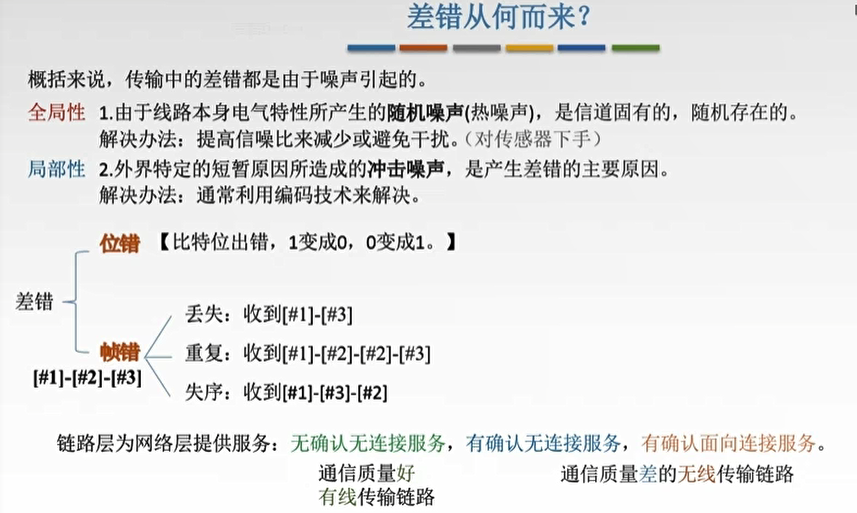 差错从何而来？
概括来说，传输中的差错都是由于噪声引起的。
全局性 1.由于线路本身电气特性所产生的随机噪声(热噪声)，是信道固有的，随机存在的。
解决办法：提高信噪比来减少或避免干扰。（对传感器下手）
局部性 2.外界特定的短暂原因所造成的冲击噪声，是产生差错的主要原因。
解决办法：通常利用编码技术来解决。
位错 【比特位出错，1变成0，0变成1。】
差错
丢失：收到[#1]-[#3]
帧错 重复：收到[#1]-[#2]-[#2]-[#3]
[#1]-[#2]-[#3]
失序：收到[#1]-[#3]-[#2]
链路层为网络层提供服务：无确认无连接服务，有确认无连接服务，有确认面向连接服务。
通信质量好 通信质量差的无线传输链路
有线传输链路